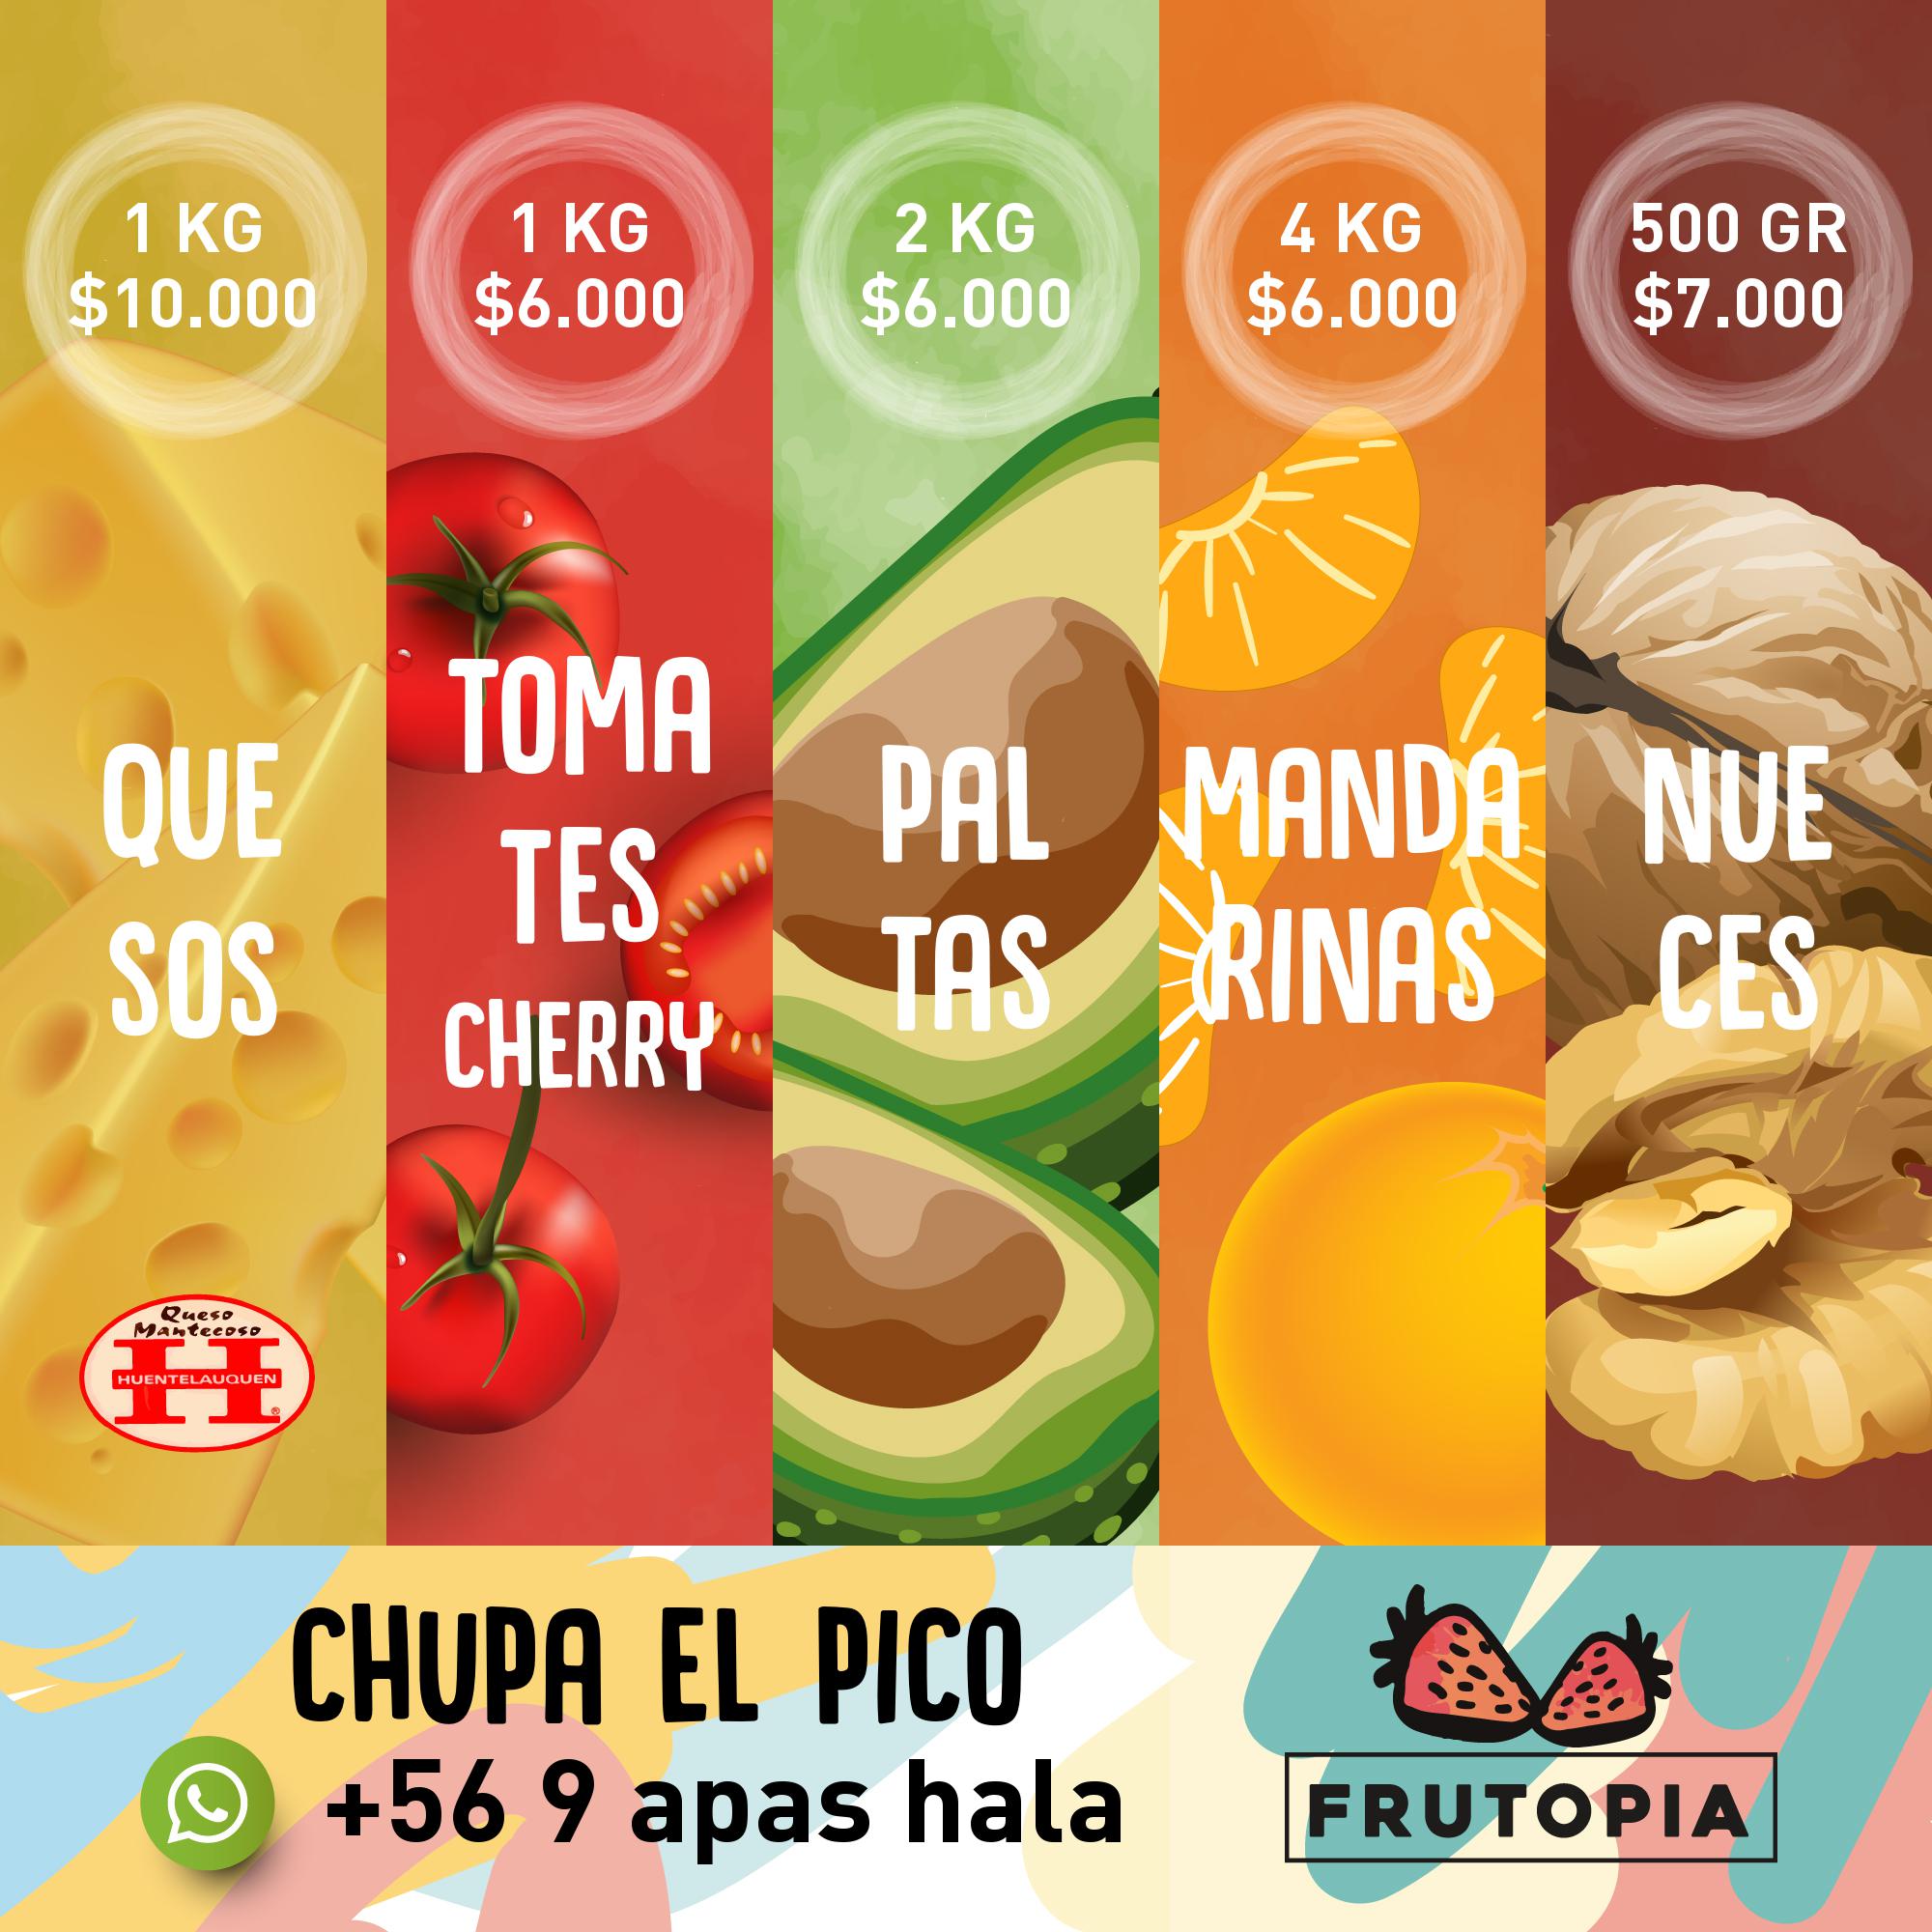 1 KG
$10.000
QUE
SOS
Queso
Mantecoso
H
HUENTELAUQUEN
®
1 KG
$6.000
TOMA
TES
CHERRY
2 KG
$6.000
PAL
TAS
4 KG
$6.000
MANDA
RINAS
500 GR
$7.000
NUE
CES
CHUPA EL PICO
+56 9 apas hala
FRUTOPIA